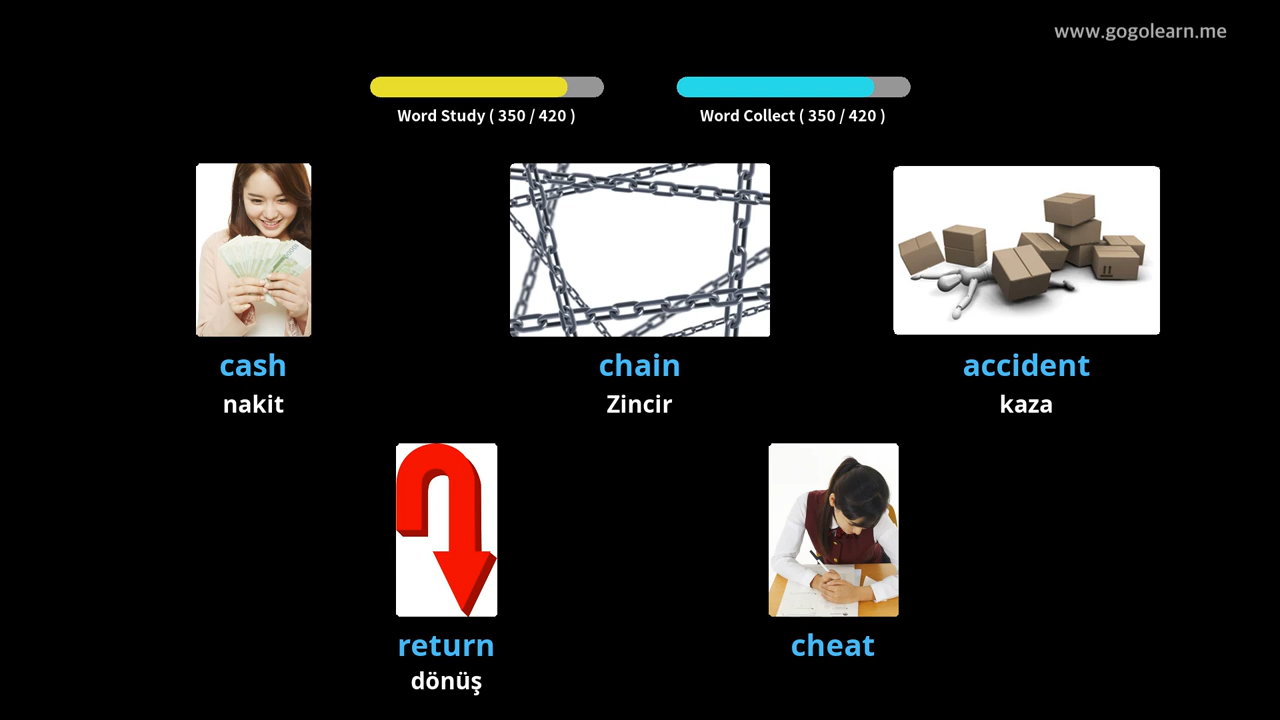 www.gogolearn.me
Word Study ( 350 / 420 )
Word Collect ( 350 / 420 )
cash
nakit
chain
Zincir
accident
kaza
return
dönüş
cheat